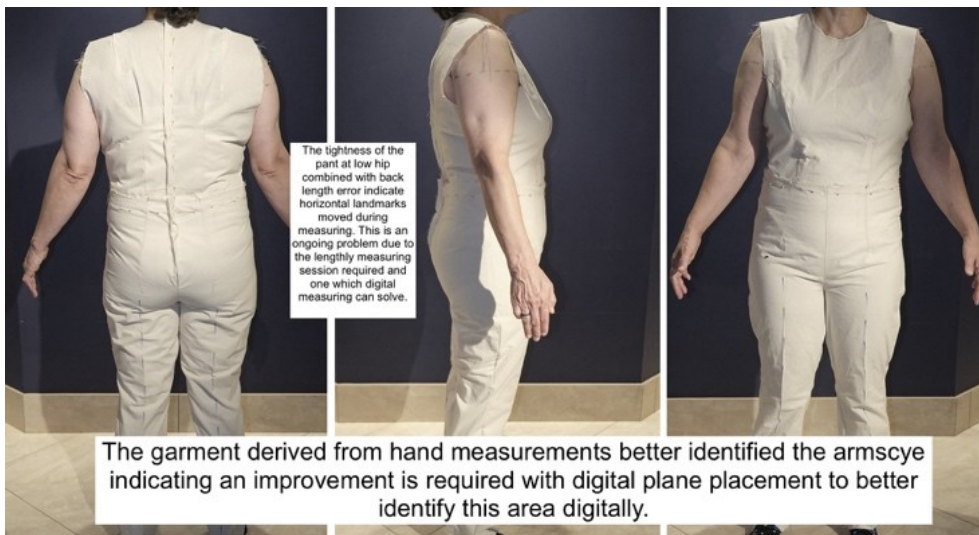 The tightness of the
pant at low hip
combined with back
length error indicate
horizontal landmarks
moved during
measuring. This is an
ongoing problem due to
the lengthly measuring
session required and
one which digital
measuring can solve.
The garment derived from hand measurements better identified the armscye
indicating an improvement is required with digital plane placement to better
identify this area digitally.